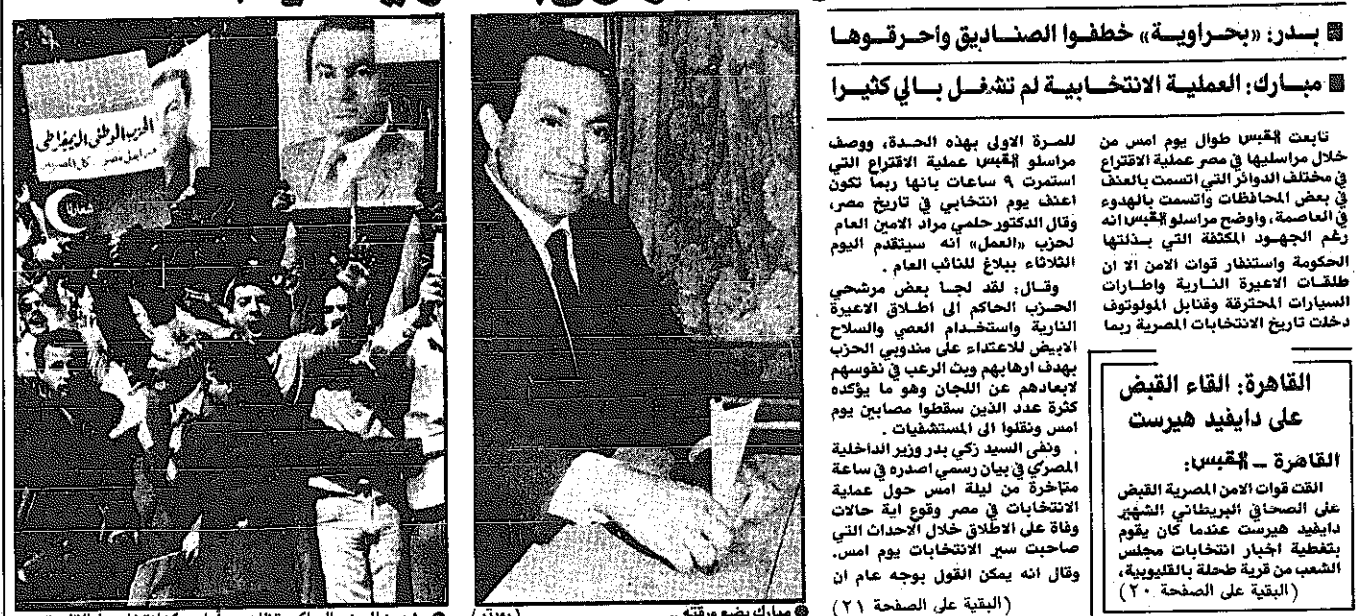 بدر: «بحراوية» خطفوا الصناديق واحرقوها
مبارك: العملية الانتخابية لم تشغل بالي كثيرا
تابعت القبس طوال يوم امس من
خلال مراسليها في مصر عملية الاقتراع
في مختلف الدوائر التي اتسمت بالعنف
في بعض المحافظات واتسمت بالهدوء
في العاصمة، واوضح مراسلو القبس انه
رغم الجهود المكثفة التي بذلتها
الحكومة واستنفار قوات الامن الا ان
طلقات الاعيرة النارية واطارات
السيارات المحترقة وقنابل المولوتوف
دخلت تاريخ الانتخابات المصرية ربما
للمرة الاولى بهذه الحدة، ووصف
مراسلو القبس عملية الاقتراع التي
استمرت ٩ ساعات بانها ربما تكون
اعنف يوم انتخابي في تاريخ مصر،
وقال الدكتور حلمي مراد الامين العام
لحزب «العمل» انه سيتقدم اليوم
الثلاثاء ببلاغ للنائب العام .
وقال: لقد لجا بعض مرشحي
الحزب الحاكم الى اطلاق الاعيرة
النارية واستخدام العصي والسلاح
الابيض للاعتداء على مندوبي الحزب
بهدف ارهابهم وبث الرعب في نفوسهم
لابعادهم عن اللجان وهو ما يؤكده
كثرة عدد الذين سقطوا مصابين يوم
امس ونقلوا الى المستشفيات .
ونفى السيد زكي بدر وزير الداخلية
المصري في بيان رسمي اصدره في ساعة
متاخرة من ليلة امس حول عملية
الانتخابات في مصر وقوع اية حالات
وفاة على الاطلاق خلال الاحداث التي
صاحبت سير الانتخابات يوم امس.
وقال انه يمكن القول بوجه عام ان
(البقية على الصفحة ٢١)
القاهرة: القاء القبض
على دايفيد هيرست
القاهرة ـ القبس:
القت قوات الامن المصرية القبض
على الصحافي البريطاني الشهير
دايفيد هيرست عندما كان يقوم
بتغطية اخبار انتخابات مجلس
الشعب من قرية طحلة بالقليوبية،
(البقية على الصفحة ٢٠)
الحزب الوطني الديمقراطي
مبارك يضع ورقته ... (رويتر)